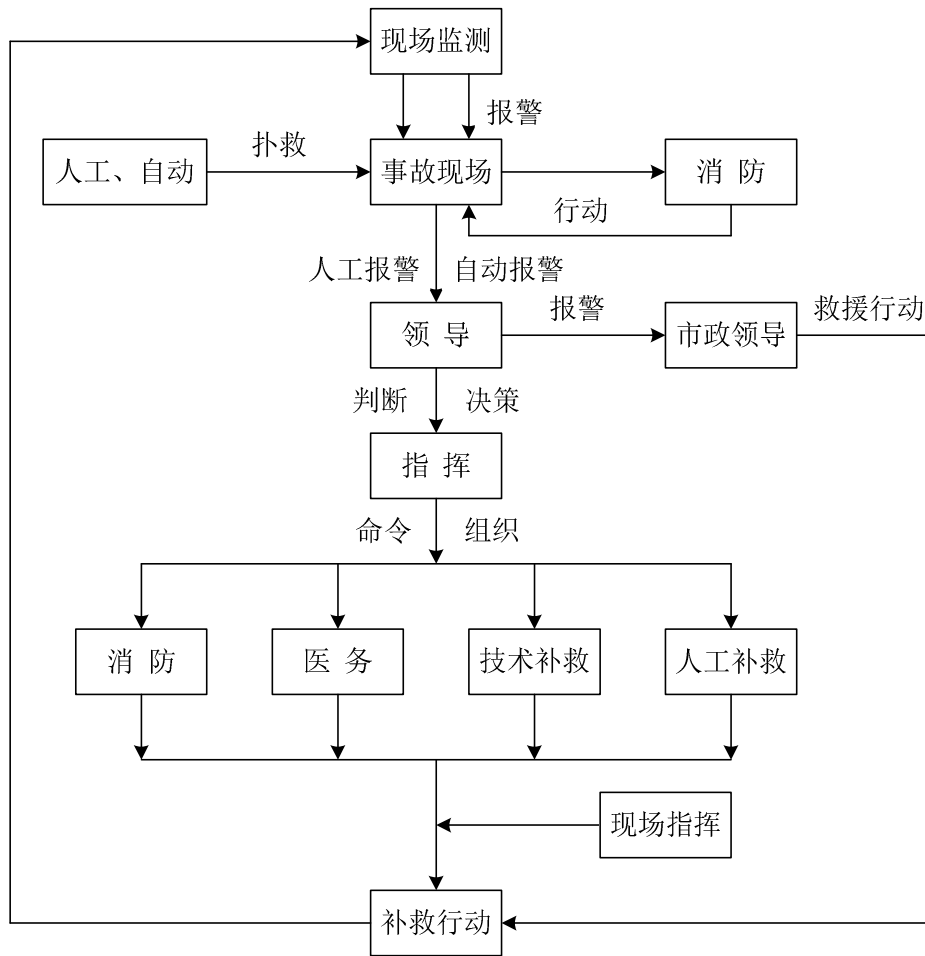 现场监测
报警
人工、自动
扑救
事故现场
消 防
行动
人工报警 自动报警
领 导
报警
市政领导
救援行动
判断 决策
指 挥
命令 组织
消 防
医 务
技术补救
人工补救
现场指挥
补救行动